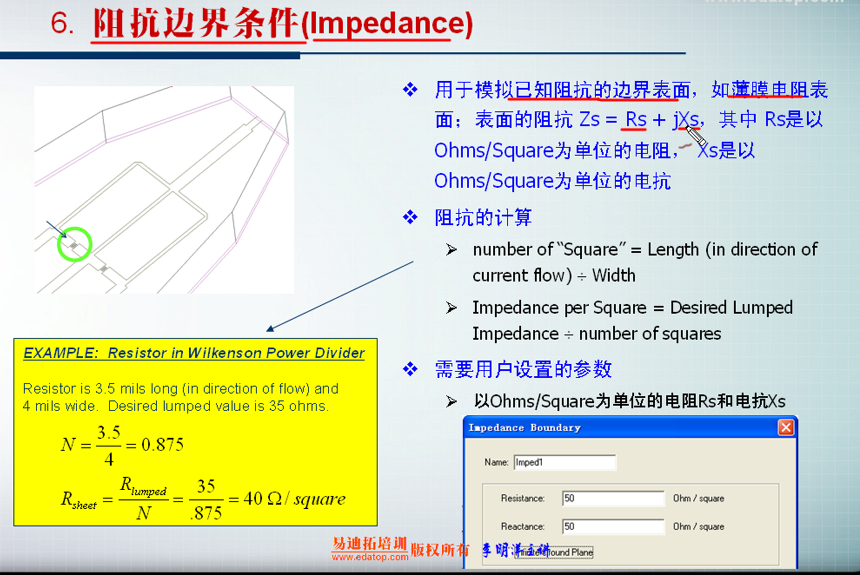 6. 阻抗边界条件(Impedance)
❖ 用于模拟已知阻抗的边界表面，如薄膜电阻表
面；表面的阻抗 Zs = Rs + jXs，其中 Rs是以
Ohms/Square为单位的电阻， Xs是以
Ohms/Square为单位的电抗
❖ 阻抗的计算
➢ number of “Square” = Length (in direction of
current flow) ÷ Width
➢ Impedance per Square = Desired Lumped
Impedance ÷ number of squares
❖ 需要用户设置的参数
➢ 以Ohms/Square为单位的电阻Rs和电抗Xs
EXAMPLE: Resistor in Wilkenson Power Divider
Resistor is 3.5 mils long (in direction of flow) and
4 mils wide. Desired lumped value is 35 ohms.
N = 3.5 / 4 = 0.875
R_sheet = R_lumped / N = 35 / .875 = 40 Ω / square
Impedance Boundary
Name: Imped1
Resistance: 50 Ohm / square
Reactance: 50 Ohm / square
Ground Plane
易迪拓培训 版权所有 李明洋主讲
www.edatop.com